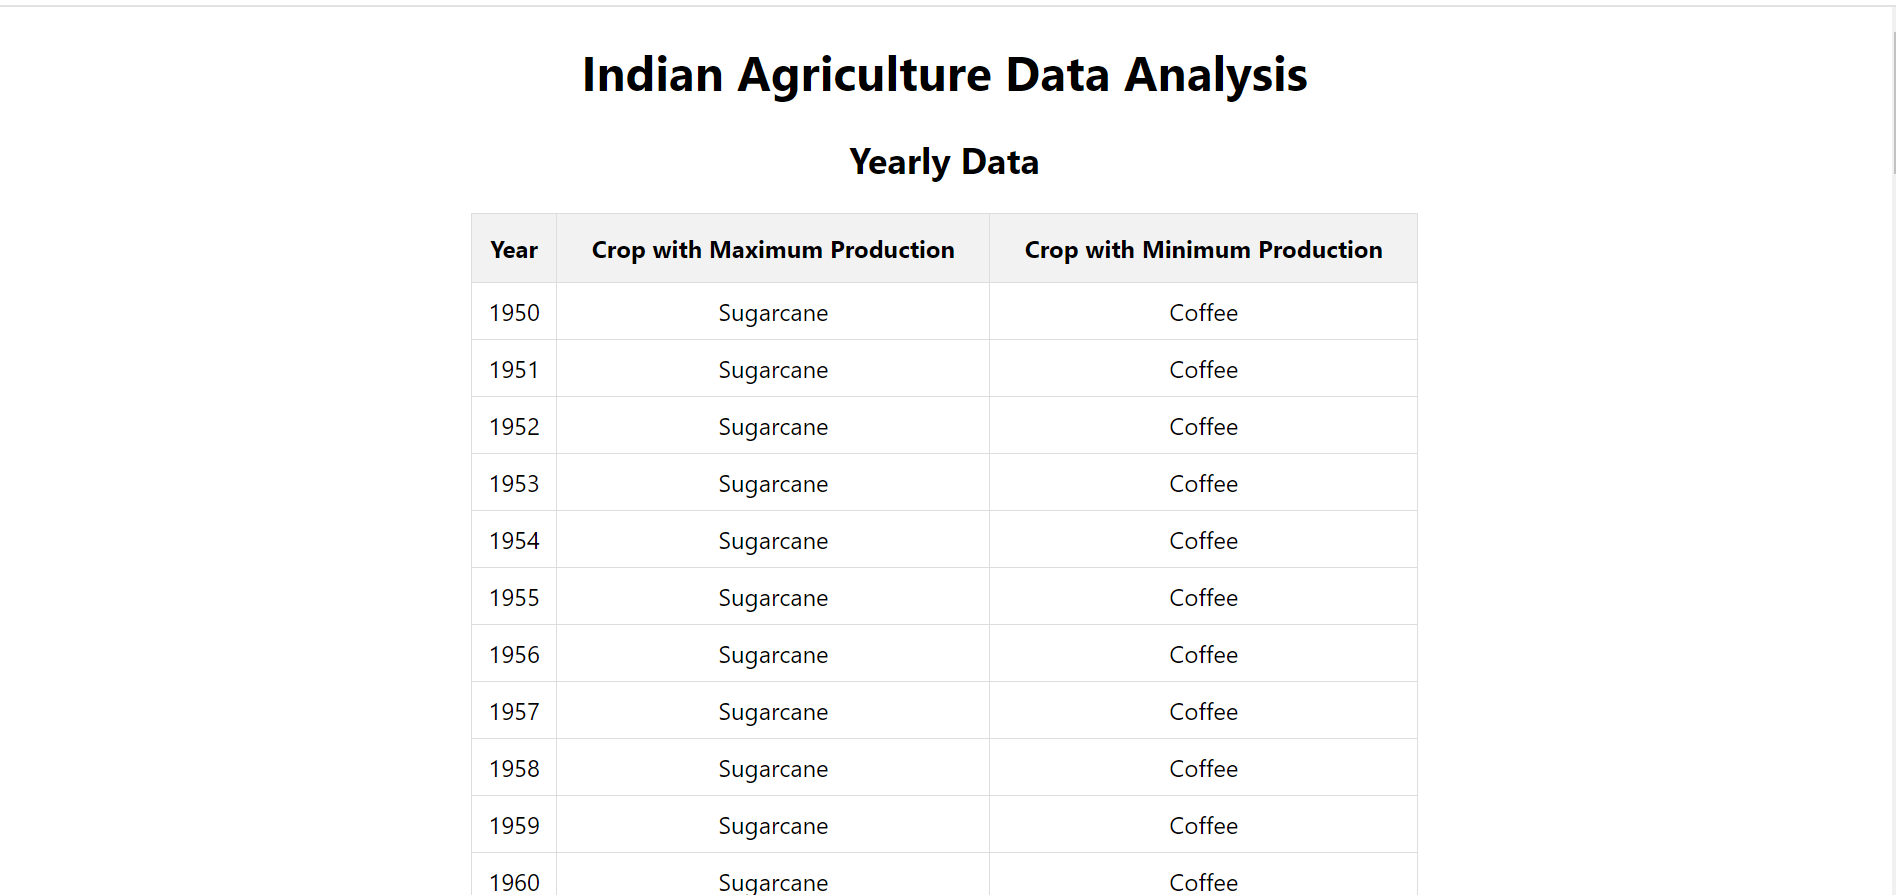 Indian Agriculture Data Analysis
Yearly Data
Year Crop with Maximum Production Crop with Minimum Production
1950 Sugarcane Coffee
1951 Sugarcane Coffee
1952 Sugarcane Coffee
1953 Sugarcane Coffee
1954 Sugarcane Coffee
1955 Sugarcane Coffee
1956 Sugarcane Coffee
1957 Sugarcane Coffee
1958 Sugarcane Coffee
1959 Sugarcane Coffee
1960 Sugarcane Coffee